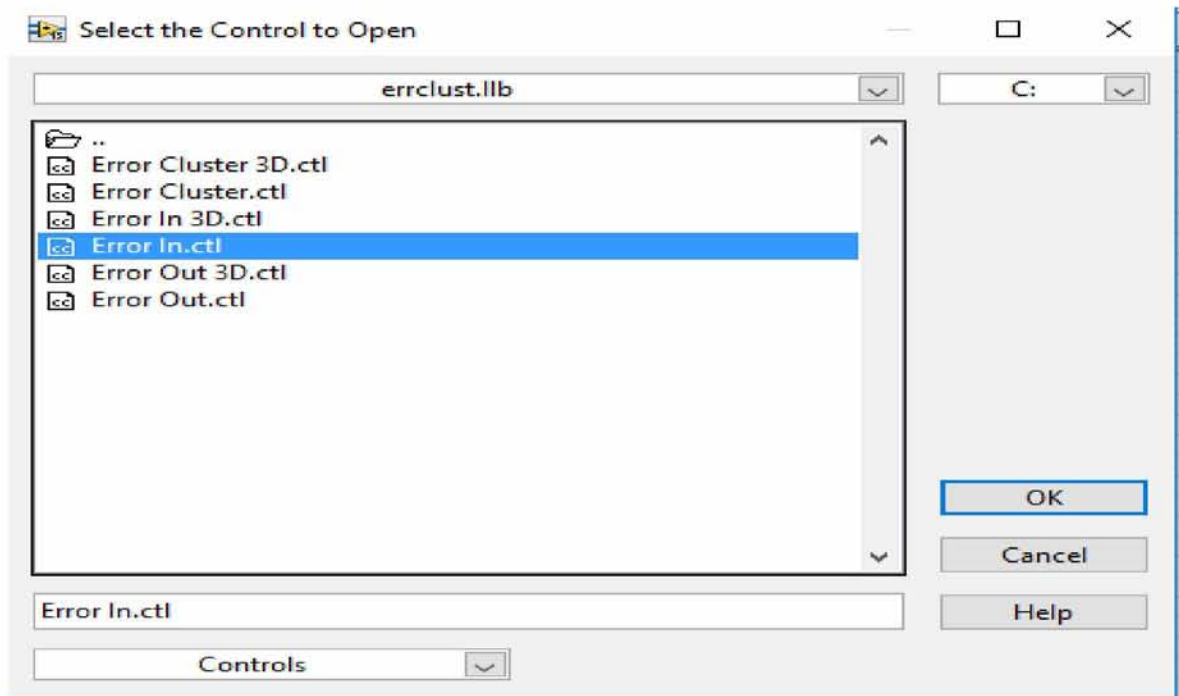 Select the Control to Open
errclust.llb
C:
..
Error Cluster 3D.ctl
Error Cluster.ctl
Error In 3D.ctl
Error In.ctl
Error Out 3D.ctl
Error Out.ctl
OK
Cancel
Error In.ctl
Help
Controls